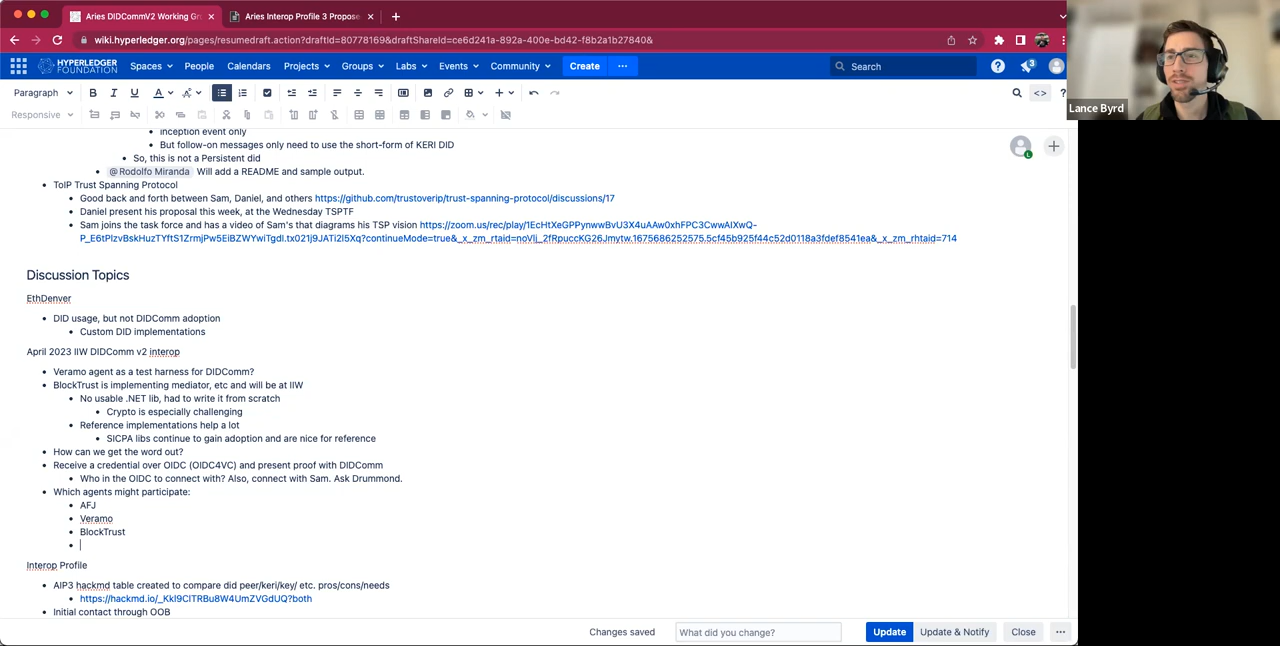 Aries DIDCommV2 Working Gr
Aries Interop Profile 3 Propose
wiki.hyperledger.org/pages/resumedraft.action?draftId=80778169&draftShareId=ce6d241a-892a-400e-bd42-f8b2a1b27840&
HYPERLEDGER FOUNDATION
Spaces People Calendars Projects Groups Labs Events Community Create ... Search 3
Paragraph B I U A
Lance Byrd
Responsive
inception event only
But follow-on messages only need to use the short-form of KERI DID
So, this is not a Persistent did
@Rodolfo Miranda Will add a README and sample output.
ToIP Trust Spanning Protocol
Good back and forth between Sam, Daniel, and others https://github.com/trustoverip/trust-spanning-protocol/discussions/17
Daniel present his proposal this week, at the Wednesday TSPTF
Sam joins the task force and has a video of Sam's that diagrams his TSP vision https://zoom.us/rec/play/1EcHtXeGPPynwwBvU3X4uAAw0xhFPC3CwwAIXwQ-
P_E6tPlzvBskHuzTYftS1ZrmjPw5EiBZWYwiTgdl.tx021j9JATi2I5Xq?continueMode=true&_x_zm_rtaid=noVlj_2fRpuccKG26Jmytw.1675686252575.5cf45b925f44c52d0118a3fdef8541ea&_x_zm_rhtaid=714
Discussion Topics
EthDenver
DID usage, but not DIDComm adoption
Custom DID implementations
April 2023 IIW DIDComm v2 interop
Veramo agent as a test harness for DIDComm?
BlockTrust is implementing mediator, etc and will be at IIW
No usable .NET lib, had to write it from scratch
Crypto is especially challenging
Reference implementations help a lot
SICPA libs continue to gain adoption and are nice for reference
How can we get the word out?
Receive a credential over OIDC (OIDC4VC) and present proof with DIDComm
Who in the OIDC to connect with? Also, connect with Sam. Ask Drummond.
Which agents might participate:
AFJ
Veramo
BlockTrust
Interop Profile
AIP3 hackmd table created to compare did peer/keri/key/ etc. pros/cons/needs
https://hackmd.io/_Kkl9CITRBu8W4UmZVGdUQ?both
Initial contact through OOB
Changes saved What did you change? Update Update & Notify Close ...